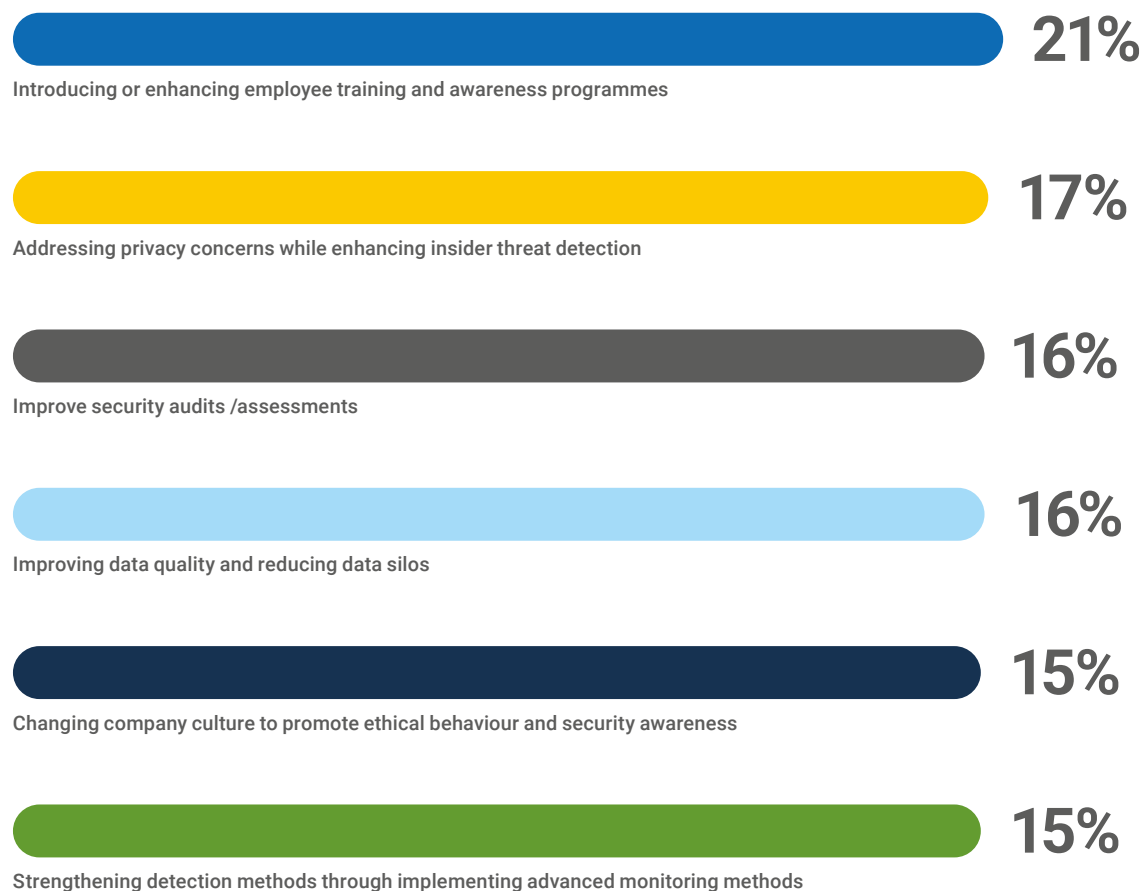 21%
Introducing or enhancing employee training and awareness programmes
17%
Addressing privacy concerns while enhancing insider threat detection
16%
Improve security audits /assessments
16%
Improving data quality and reducing data silos
15%
Changing company culture to promote ethical behaviour and security awareness
15%
Strengthening detection methods through implementing advanced monitoring methods